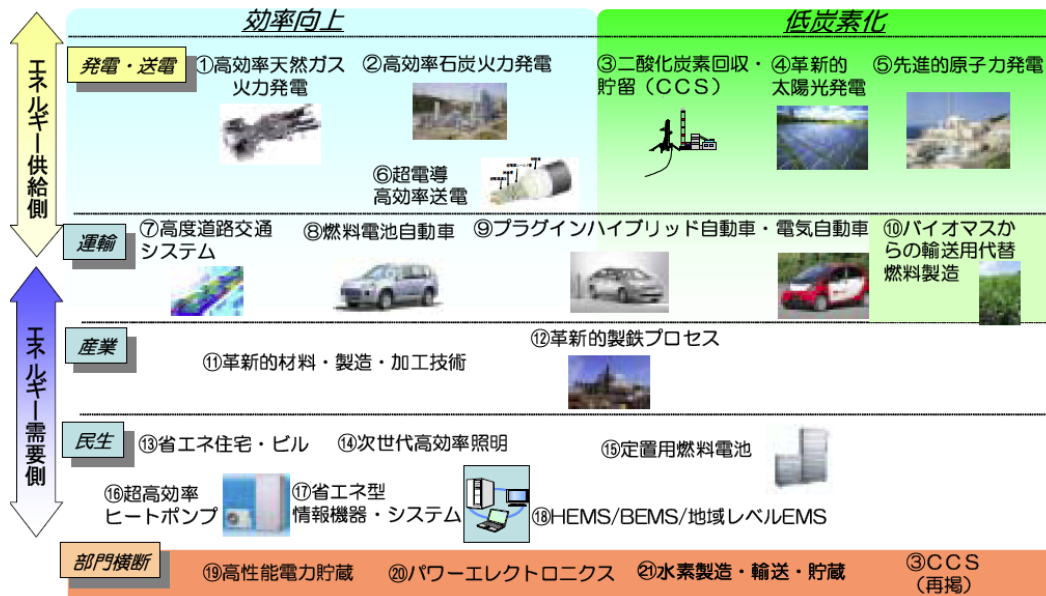 効率向上
低炭素化
エネルギー供給側
発電・送電
①高効率天然ガス
火力発電
②高効率石炭火力発電
③二酸化炭素回収・
貯留（ＣＣＳ）
④革新的
太陽光発電
⑤先進的原子力発電
⑥超電導
高効率送電
運輸
⑦高度道路交通
システム
⑧燃料電池自動車
⑨プラグインハイブリッド自動車・電気自動車
⑩バイオマスか
らの輸送用代替
燃料製造
エネルギー需要側
産業
⑪革新的材料・製造・加工技術
⑫革新的製鉄プロセス
民生
⑬省エネ住宅・ビル
⑭次世代高効率照明
⑮定置用燃料電池
⑯超高効率
ヒートポンプ
⑰省エネ型
情報機器・システム
⑱HEMS/BEMS/地域レベルEMS
部門横断
⑲高性能電力貯蔵
⑳パワーエレクトロニクス
㉑水素製造・輸送・貯蔵
③ＣＣＳ
（再掲）